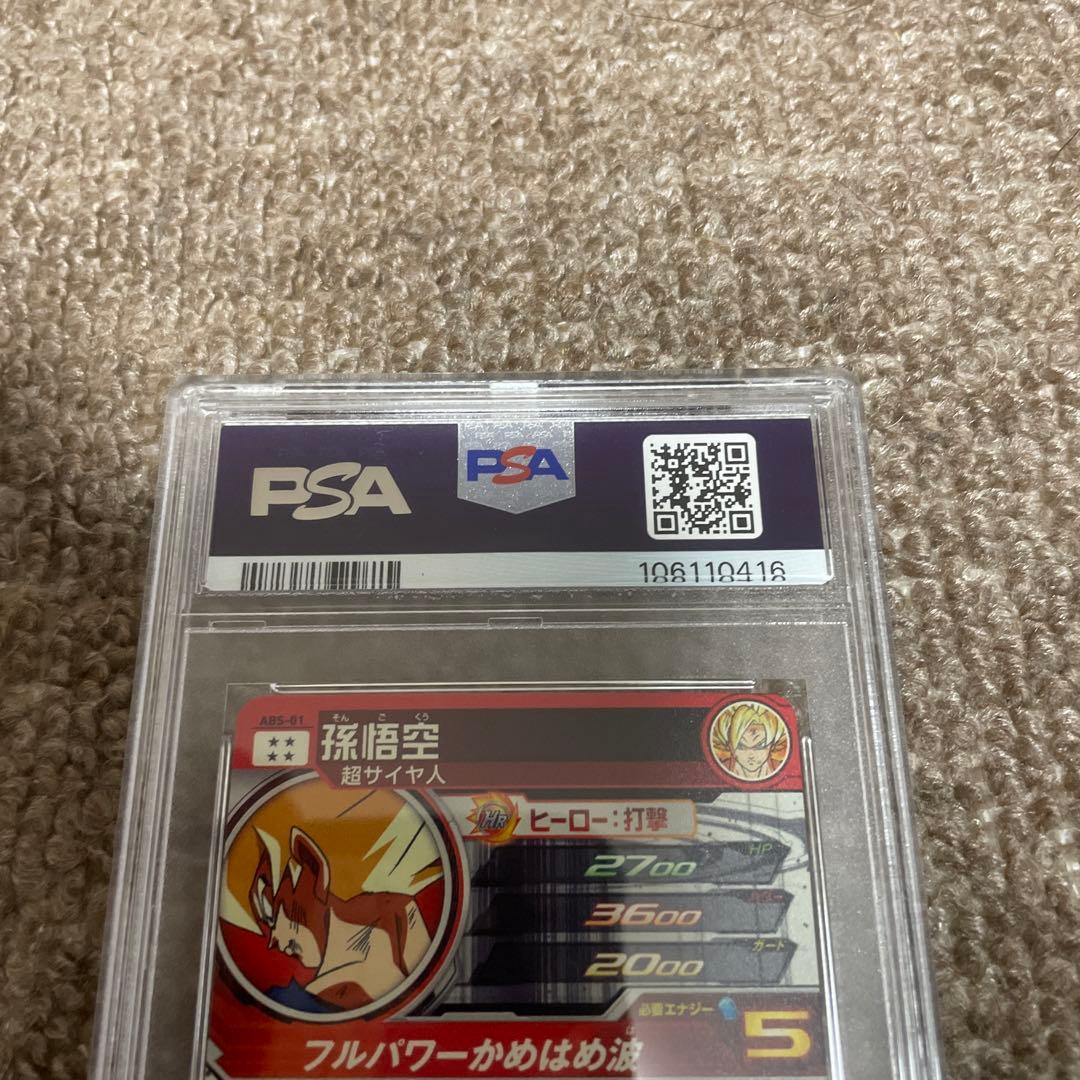 PSA
PSA
106110416
ABS-01
そん ご くう
孫悟空
超サイヤ人
HR
ヒーロー:打撃
2700 HP
3600
2000 カード
必要エナジー 5
フルパワーかめはめ波